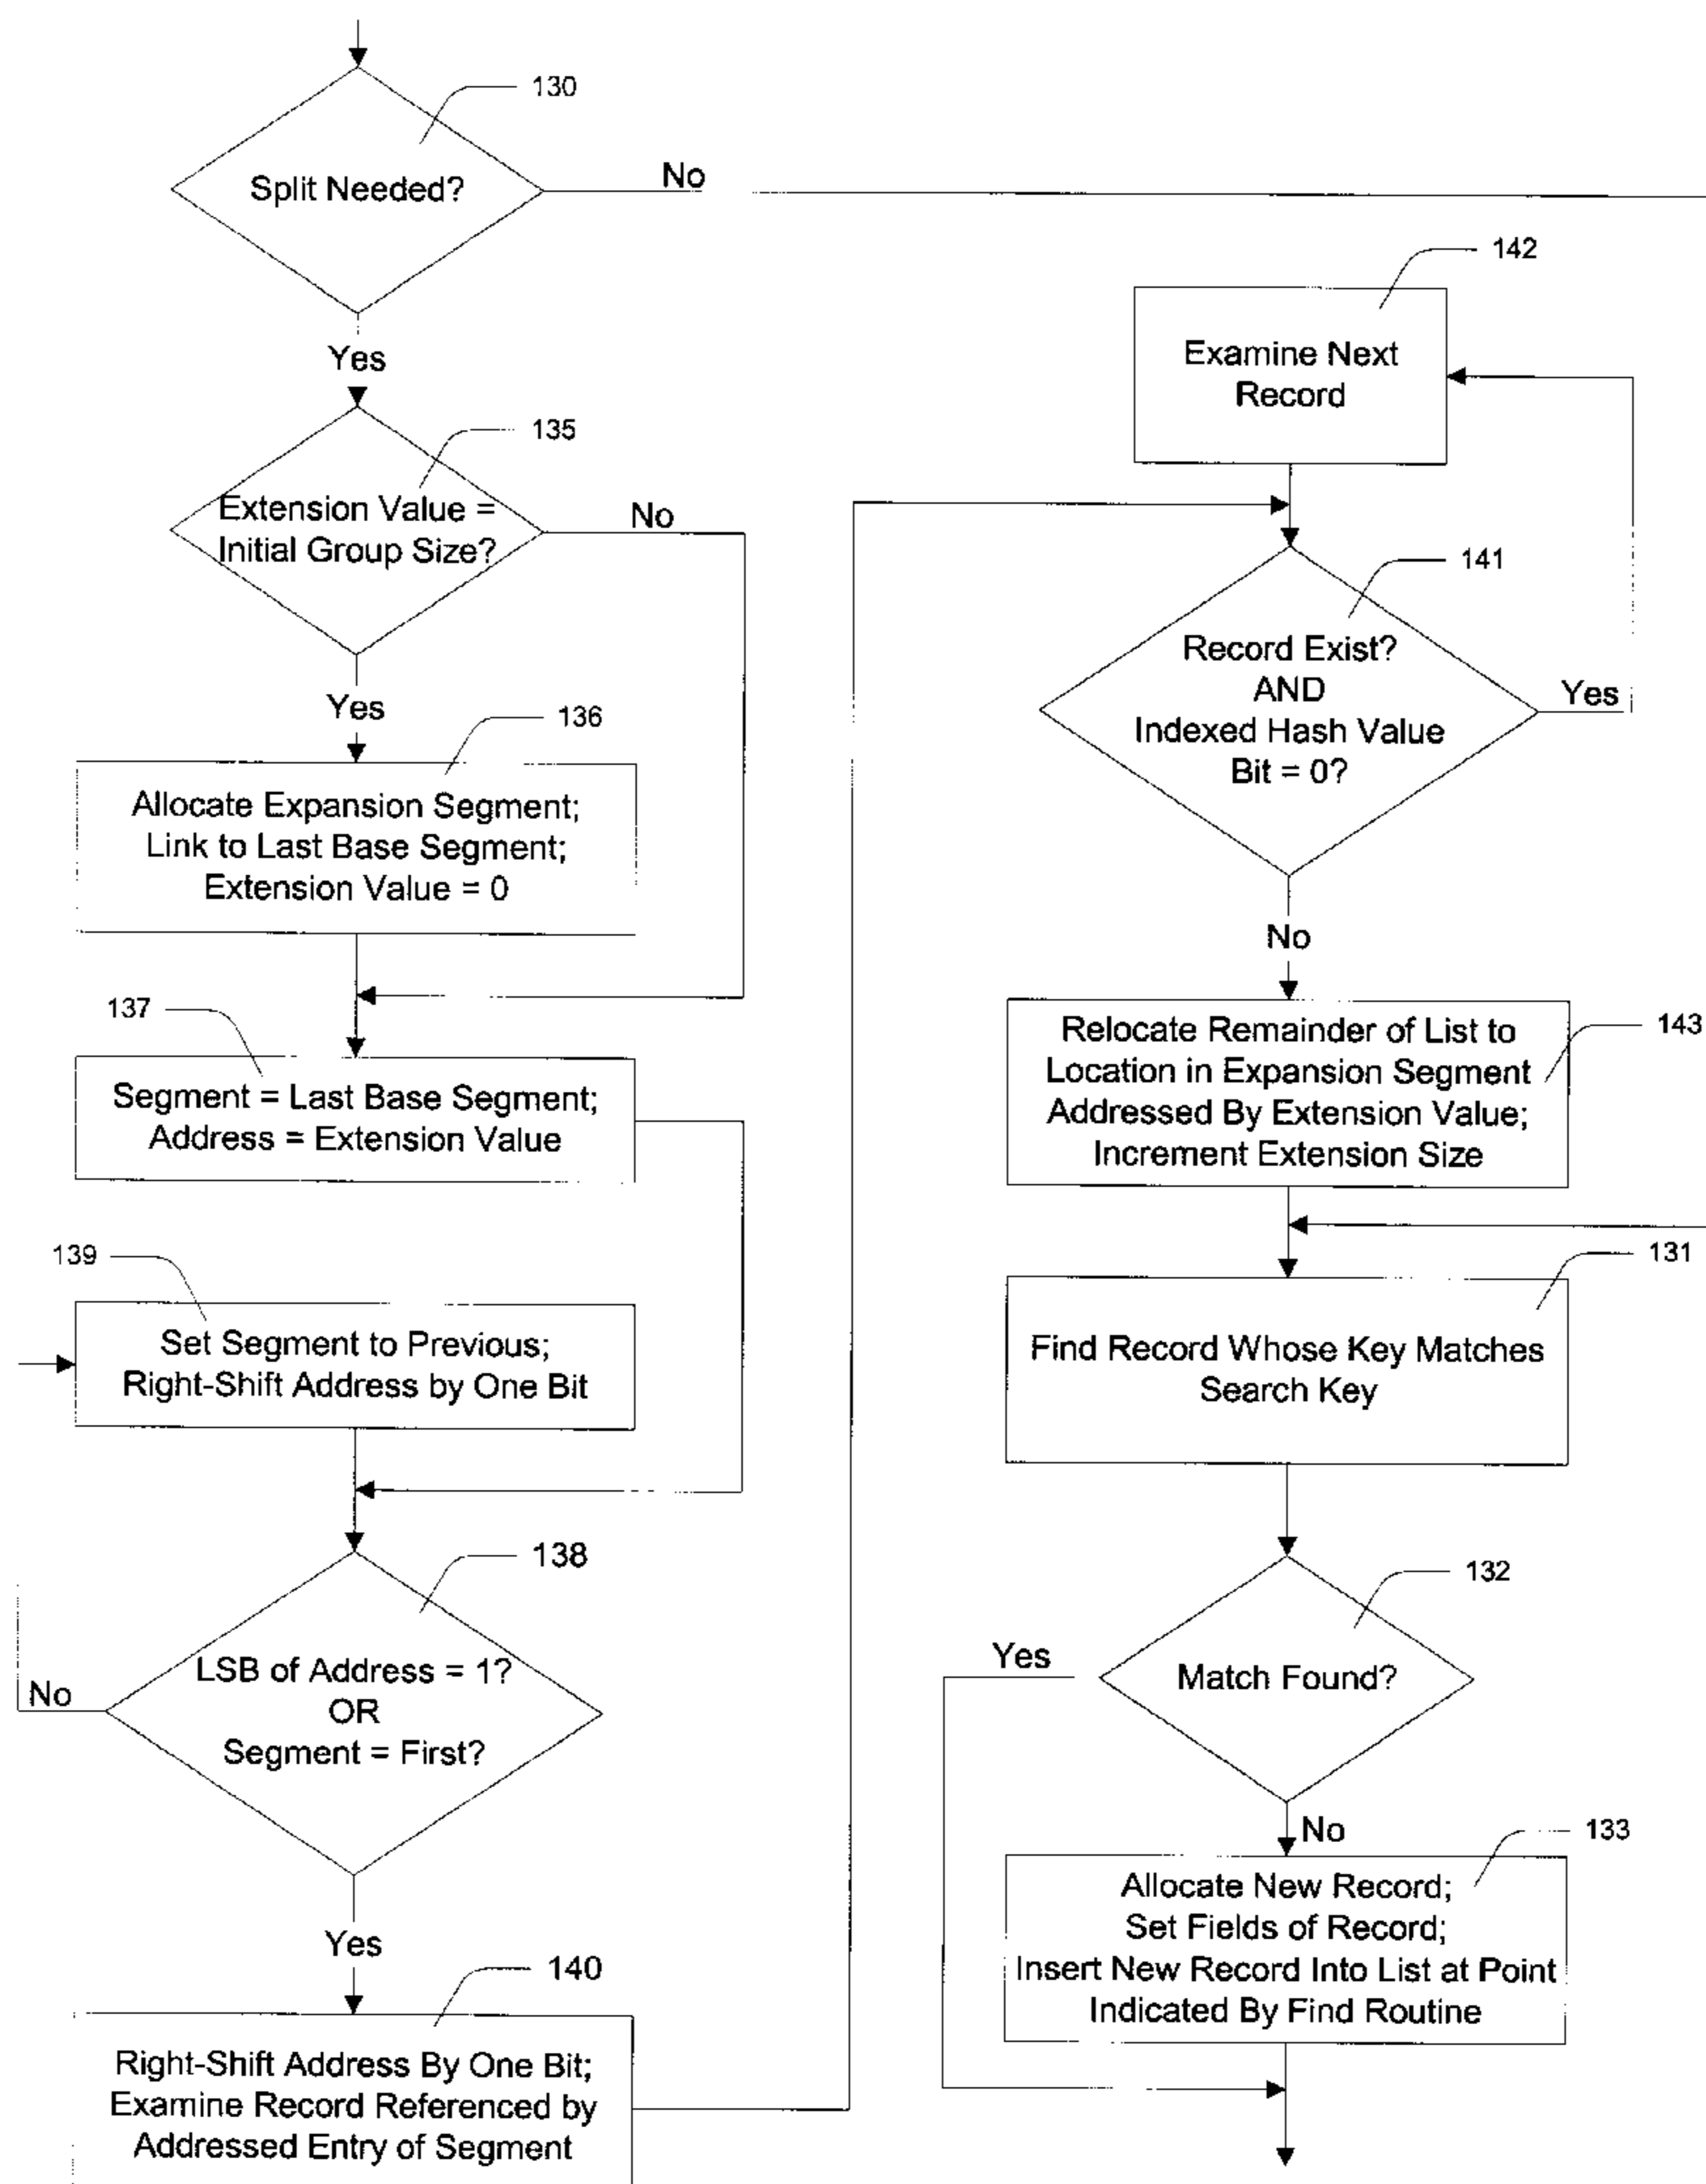 130
Split Needed?
No
Yes
135
Extension Value =
Initial Group Size?
No
Yes
136
Allocate Expansion Segment;
Link to Last Base Segment;
Extension Value = 0
137
Segment = Last Base Segment;
Address = Extension Value
139
Set Segment to Previous;
Right-Shift Address by One Bit
138
LSB of Address = 1?
OR
Segment = First?
No
Yes
140
Right-Shift Address By One Bit;
Examine Record Referenced by
Addressed Entry of Segment
142
Examine Next
Record
141
Record Exist?
AND
Indexed Hash Value
Bit = 0?
Yes
No
143
Relocate Remainder of List to
Location in Expansion Segment
Addressed By Extension Value;
Increment Extension Size
131
Find Record Whose Key Matches
Search Key
132
Match Found?
Yes
No
133
Allocate New Record;
Set Fields of Record;
Insert New Record Into List at Point
Indicated By Find Routine